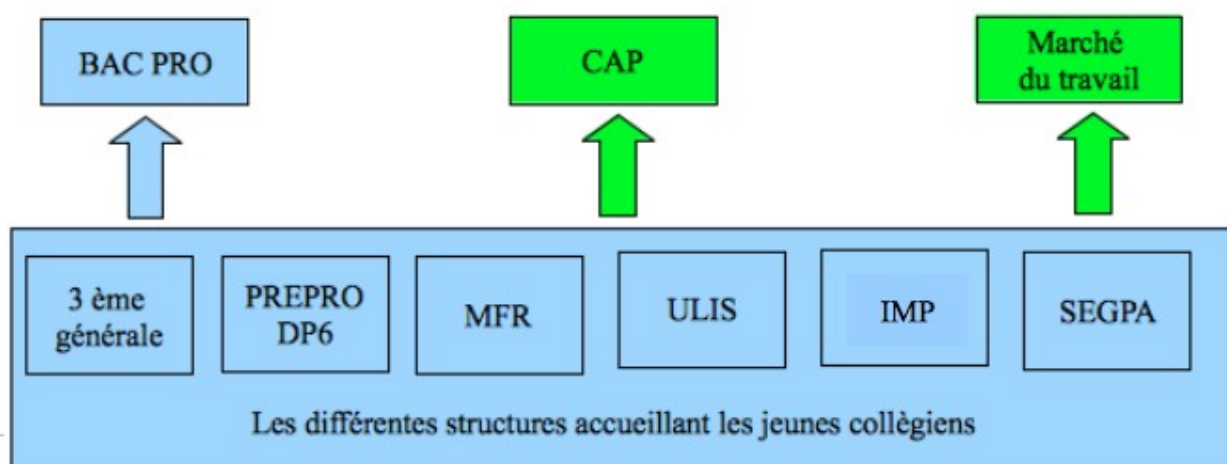 BAC PRO
CAP
Marché
du travail
3 ème
générale
PREPRO
DP6
MFR
ULIS
IMP
SEGPA
Les différentes structures accueillant les jeunes collègiens